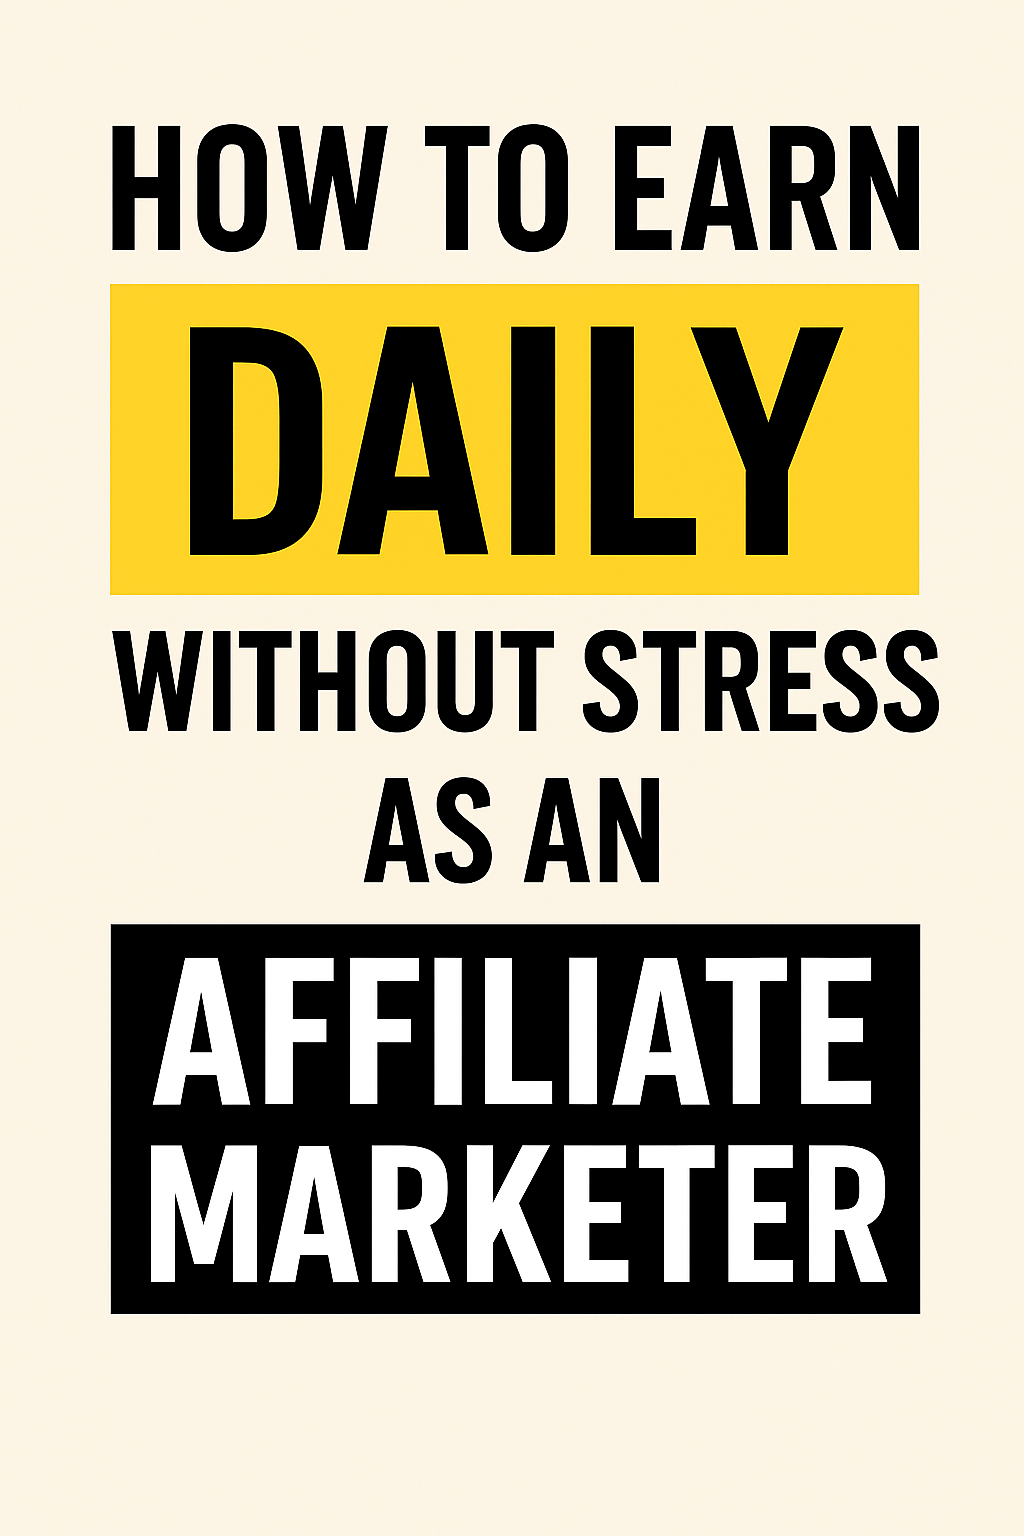 HOW TO EARN
DAILY
WITHOUT STRESS
AS AN
AFFILIATE
MARKETER